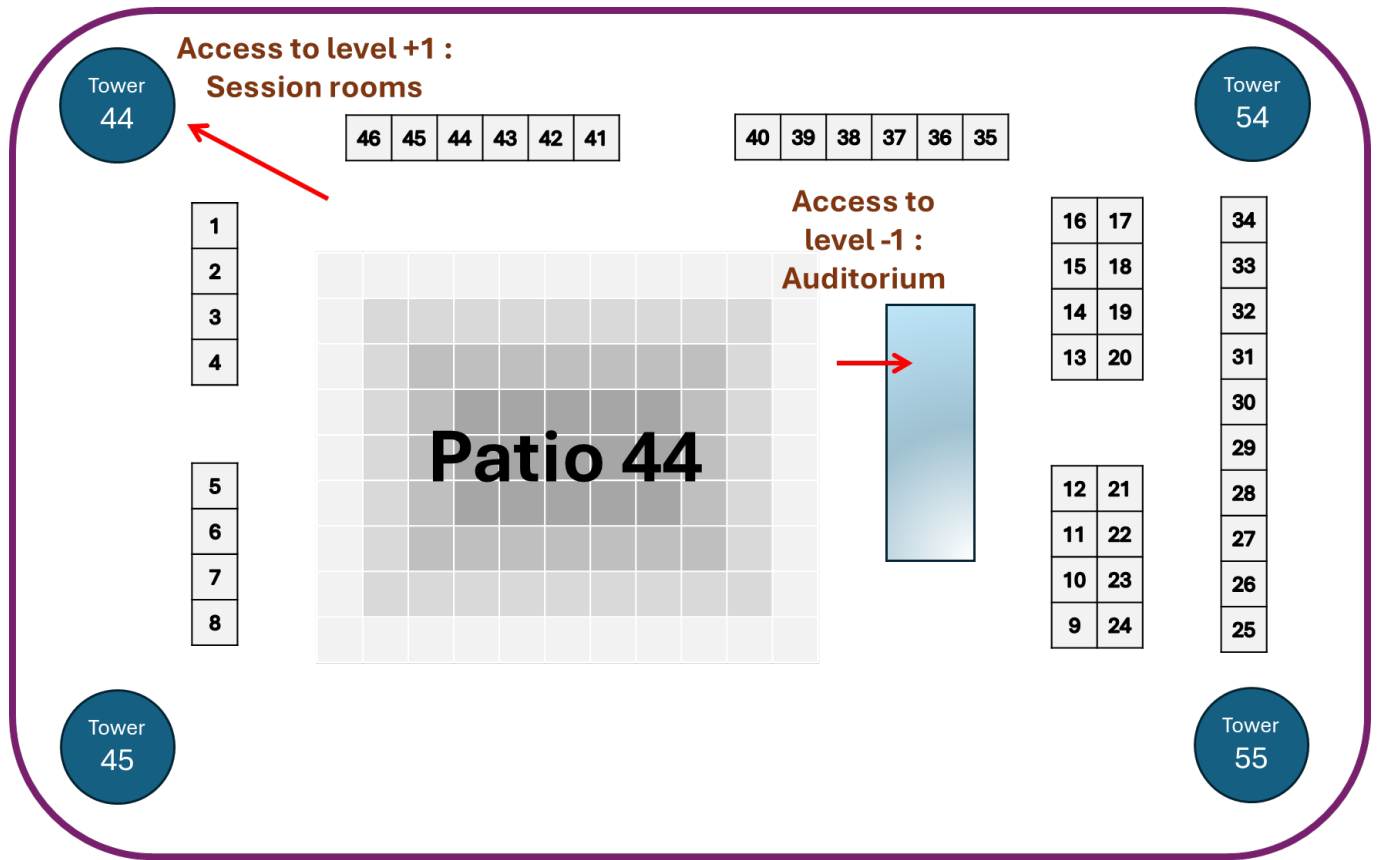 Access to level +1 :
Session rooms
Tower
44
Tower
54
46 45 44 43 42 41
40 39 38 37 36 35
Access to
level -1 :
Auditorium
1
2
3
4
5
6
7
8
Patio 44
16 17
15 18
14 19
13 20
12 21
11 22
10 23
9 24
34
33
32
31
30
29
28
27
26
25
Tower
45
Tower
55